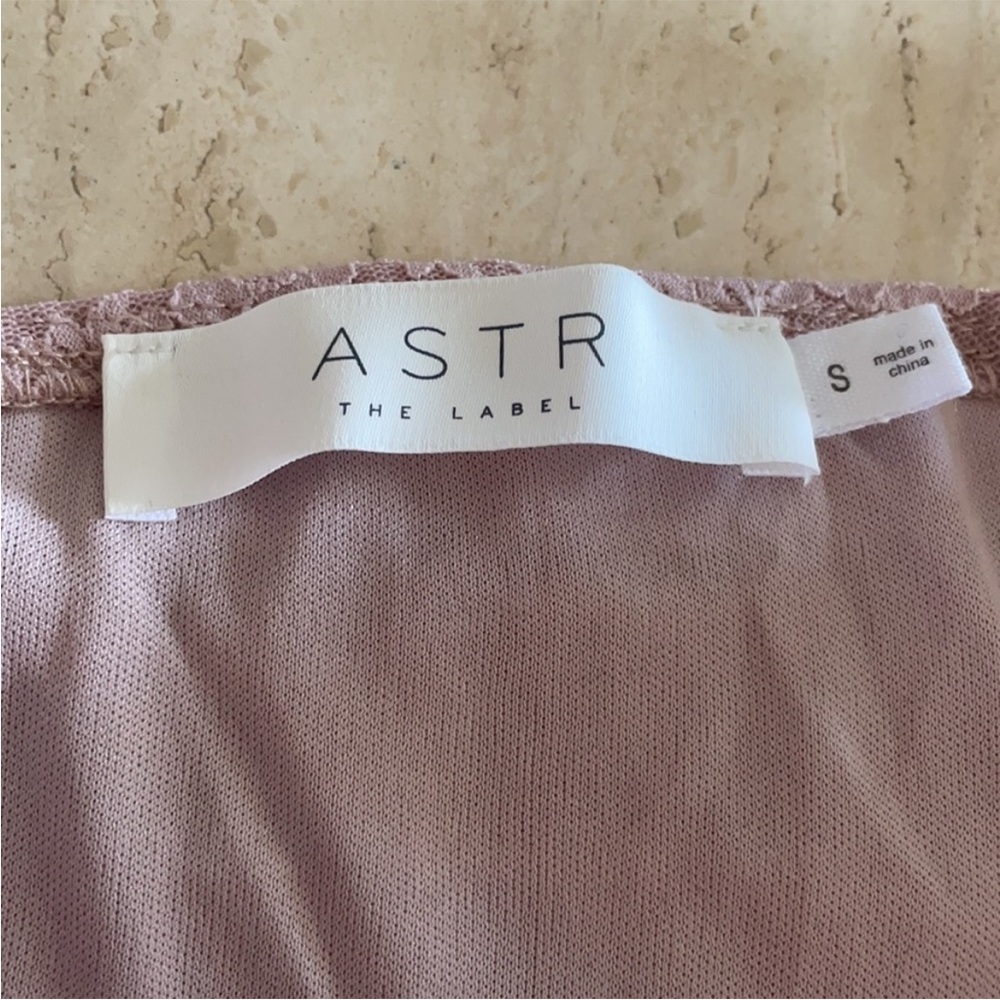 ASTR
THE LABEL
S
made in
china